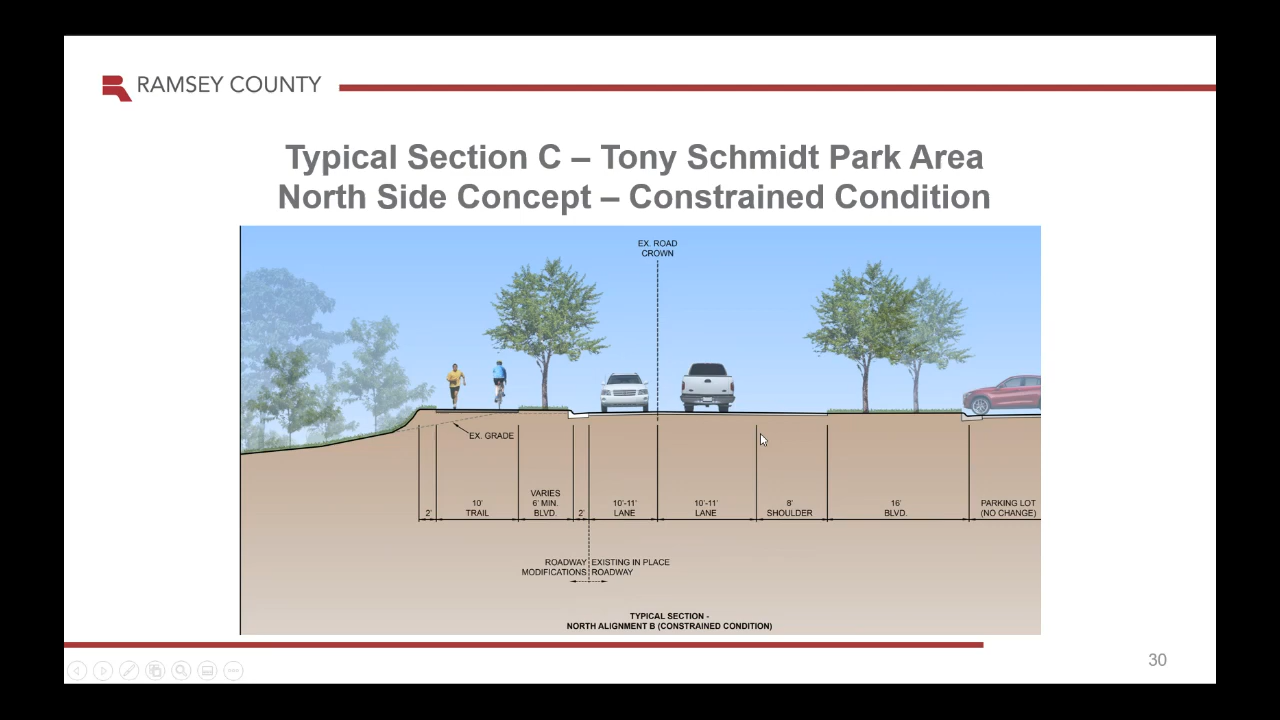 RAMSEY COUNTY
Typical Section C – Tony Schmidt Park Area
North Side Concept – Constrained Condition
EX. ROAD
CROWN
EX. GRADE
2'
10'
TRAIL
VARIES
6' MIN.
BLVD.
2'
10'-11'
LANE
10'-11'
LANE
8'
SHOULDER
16'
BLVD.
PARKING LOT
(NO CHANGE)
ROADWAY
MODIFICATIONS
EXISTING IN PLACE
ROADWAY
TYPICAL SECTION -
NORTH ALIGNMENT B (CONSTRAINED CONDITION)
30